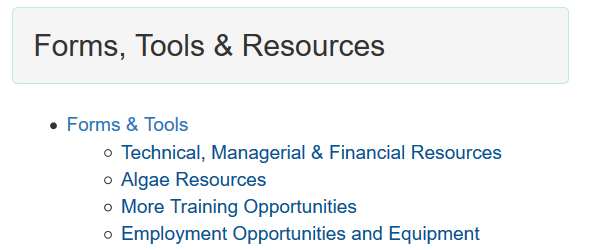 Forms, Tools & Resources
Forms & Tools
Technical, Managerial & Financial Resources
Algae Resources
More Training Opportunities
Employment Opportunities and Equipment